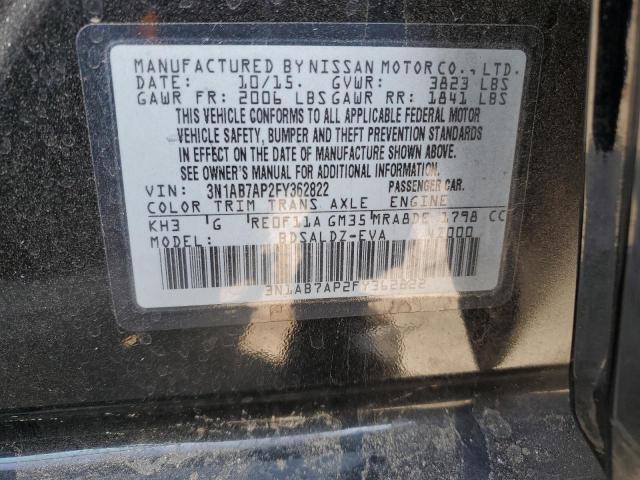 MANUFACTURED BY NISSAN MOTOR CO., LTD.
DATE: 10/15. GVWR: 3823 LBS
GAWR FR: 2006 LBS GAWR RR: 1841 LBS
THIS VEHICLE CONFORMS TO ALL APPLICABLE FEDERAL MOTOR
VEHICLE SAFETY, BUMPER AND THEFT PREVENTION STANDARDS
IN EFFECT ON THE DATE OF MANUFACTURE SHOWN ABOVE.
SEE OWNER'S MANUAL FOR ADDITIONAL INFORMATION.
VIN: 3N1AB7AP2FY362822 PASSENGER CAR.
COLOR TRIM TRANS AXLE ENGINE
KH3 G RE0F11A GM35 MRA8DE 1798 CC
MODEL: BDSALDZ-EVA
3N1AB7AP2FY362822